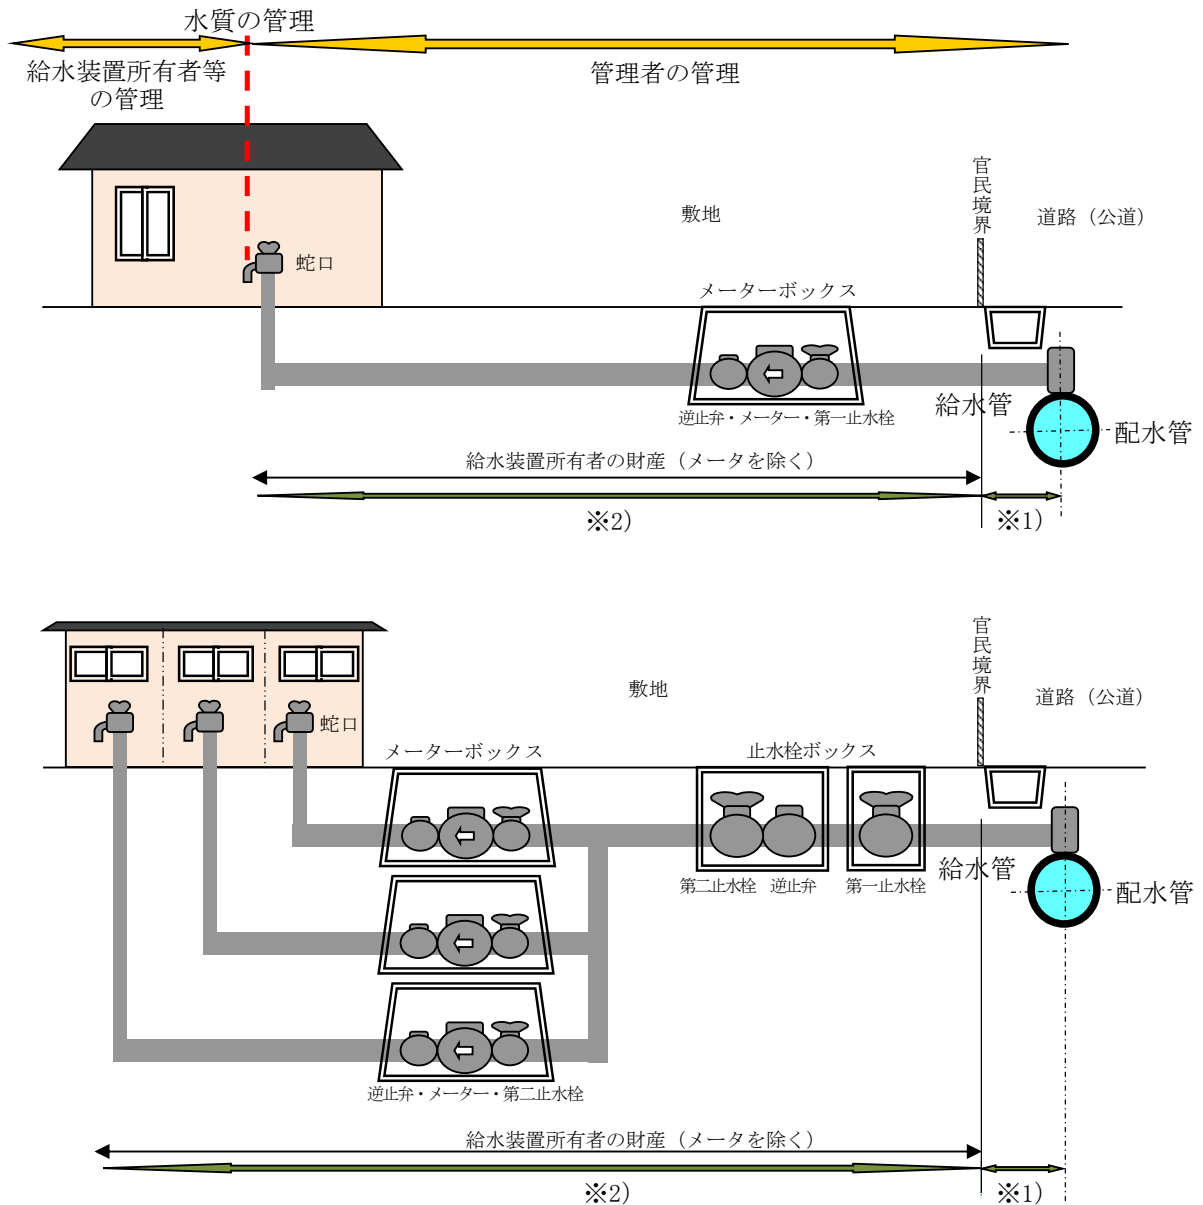 水質の管理
給水装置所有者等
の管理
管理者の管理
官民境界
敷地
道路（公道）
蛇口
メーターボックス
給水管
逆止弁・メーター・第一止水栓
配水管
給水装置所有者の財産（メータを除く）
※2）
※1）
官民境界
敷地
道路（公道）
蛇口
メーターボックス
止水栓ボックス
給水管
第二止水栓
逆止弁
第一止水栓
配水管
逆止弁・メーター・第二止水栓
給水装置所有者の財産（メータを除く）
※2）
※1）